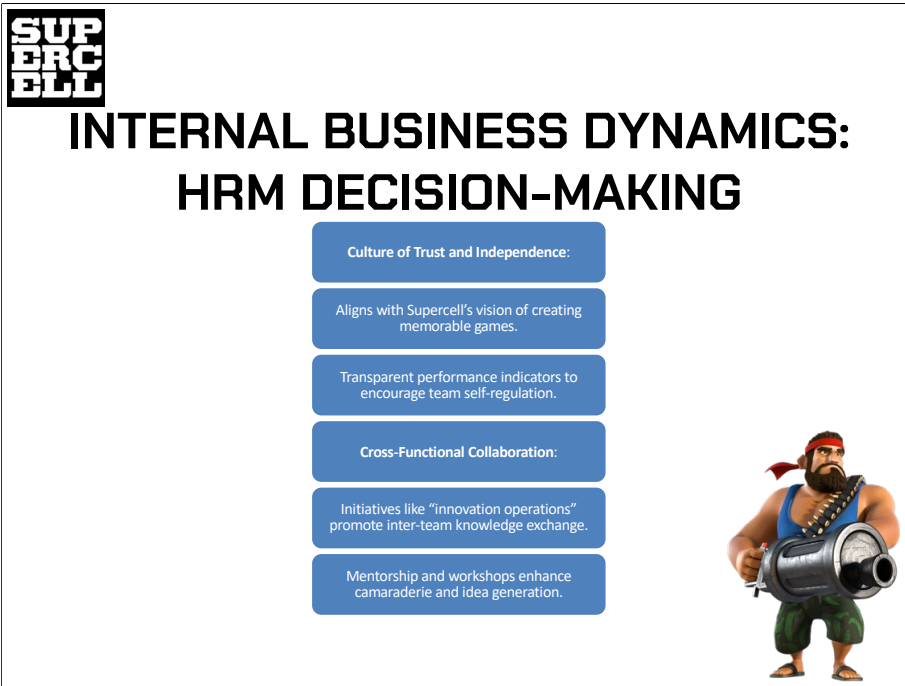 SUP
ERC
ELL
INTERNAL BUSINESS DYNAMICS:
HRM DECISION-MAKING
Culture of Trust and Independence:
Aligns with Supercell’s vision of creating
memorable games.
Transparent performance indicators to
encourage team self-regulation.
Cross-Functional Collaboration:
Initiatives like “innovation operations”
promote inter-team knowledge exchange.
Mentorship and workshops enhance
camaraderie and idea generation.